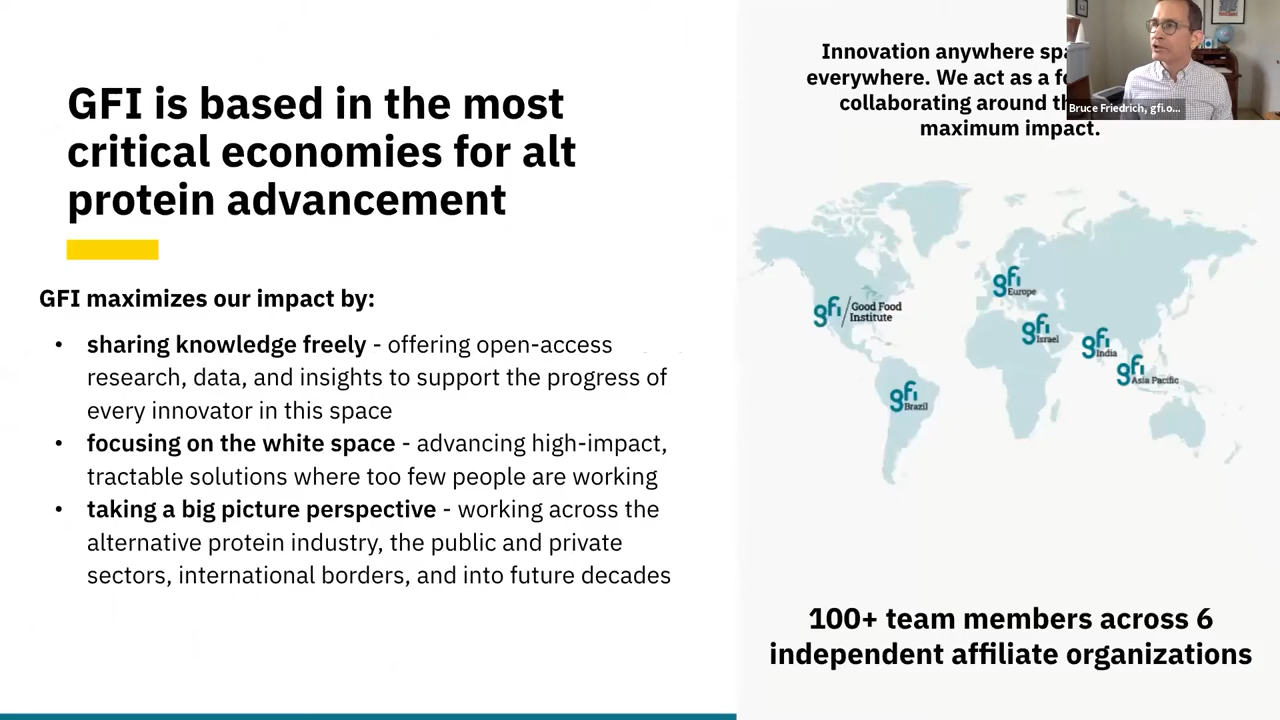 GFI is based in the most
critical economies for alt
protein advancement
GFI maximizes our impact by:
• sharing knowledge freely - offering open-access
research, data, and insights to support the progress of
every innovator in this space
• focusing on the white space - advancing high-impact,
tractable solutions where too few people are working
• taking a big picture perspective - working across the
alternative protein industry, the public and private
sectors, international borders, and into future decades
Innovation anywhere
everywhere. We act as a
collaborating around
maximum impact.
Bruce Friedrich, gfi.o...
gfi Europe
gfi / Good Food
Institute
gfi Israel
gfi India
gfi Asia Pacific
gfi Brazil
100+ team members across 6
independent affiliate organizations